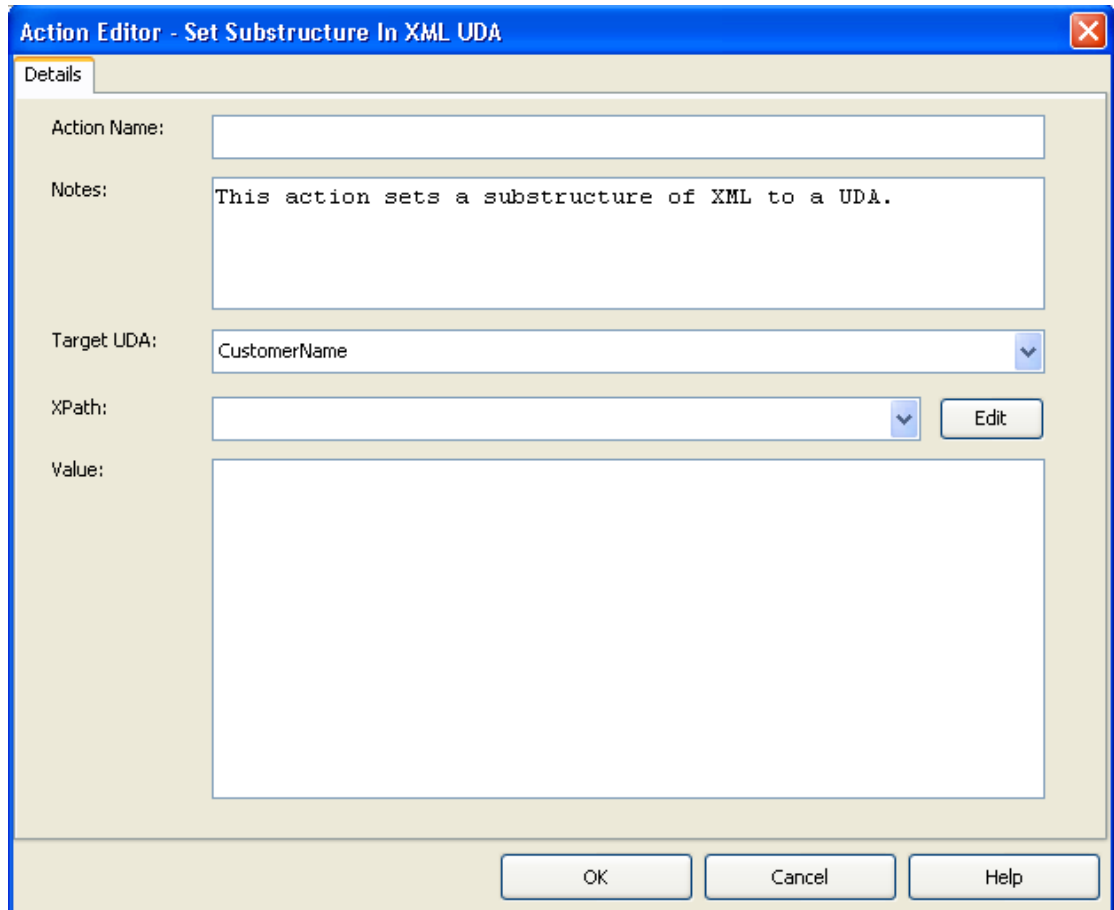 Action Editor - Set Substructure In XML UDA
Details
Action Name:
Notes:
This action sets a substructure of XML to a UDA.
Target UDA:
CustomerName
XPath:
Edit
Value:
OK
Cancel
Help